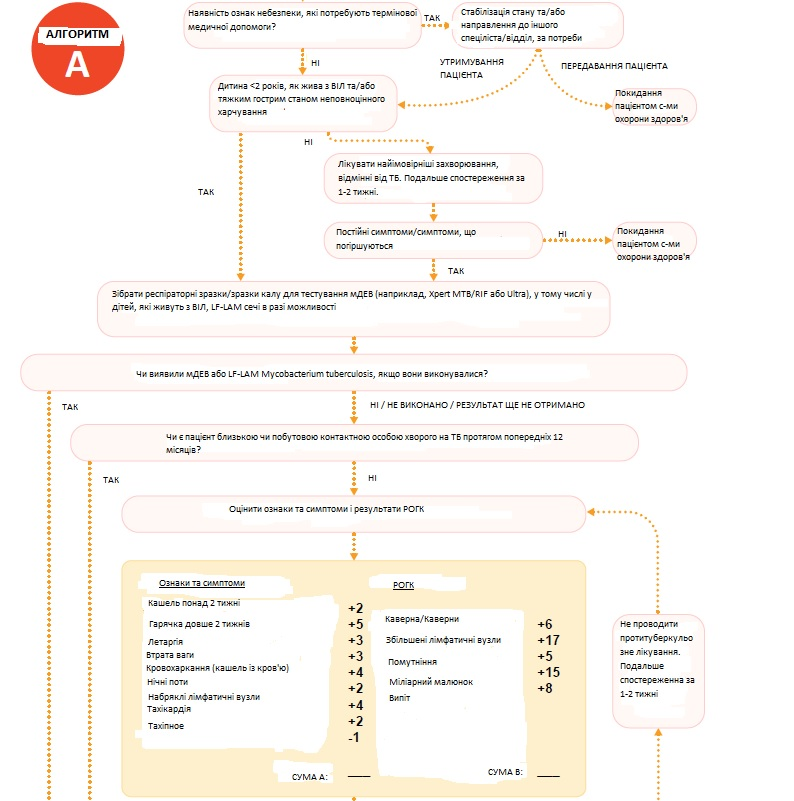 АЛГОРИТМ
A
Наявність ознак небезпеки, які потребують термінової
медичної допомоги?
ТАК
Стабілізація стану та/або
направлення до іншого
спеціаліста/відділ, за потреби
НІ
УТРИМУВАННЯ
ПАЦІЄНТА
ПЕРЕДАВАННЯ ПАЦІЄНТА
Дитина <2 років, як жива з ВІЛ та/або
тяжким гострим станом неповноцінного
харчування
Покидання
пацієнтом с-ми
охорони здоров'я
НІ
ТАК
Лікувати найімовірніші захворювання,
відмінні від ТБ. Подальше спостереження за
1-2 тижні.
Постійні симптоми/симптоми, що
погіршуються
НІ
Покидання
пацієнтом с-ми
охорони здоров'я
ТАК
Зібрати респіраторні зразки/зразки калу для тестування мДЕВ (наприклад, Xpert MTB/RIF або Ultra), у тому числі у
дітей, які живуть з ВІЛ, LF-LAM сечі в разі можливості
Чи виявили мДЕВ або LF-LAM Mycobacterium tuberculosis, якщо вони виконувалися?
ТАК
НІ / НЕ ВИКОНАНО / РЕЗУЛЬТАТ ЩЕ НЕ ОТРИМАНО
Чи є пацієнт близькою чи побутовою контактною особою хворого на ТБ протягом попередніх 12
місяців?
ТАК
НІ
Оцінити ознаки та симптоми і результати РОГК
Ознаки та симптоми
Кашель понад 2 тижні +2
Гарячка довше 2 тижнів +5
Летаргія +3
Втрата ваги +3
Кровохаркання (кашель із кров'ю) +4
Нічні поти +2
Набряклі лімфатичні вузли +4
Тахікардія +2
Тахіпное -1
СУМА А: ____
РОГК
Каверна/Каверни +6
Збільшені лімфатичні вузли +17
Помутніння +5
Міліарний малюнок +15
Випіт +8
СУМА В: ____
Не проводити
протитуберкульо
зне лікування.
Подальше
спостереженна за
1-2 тижні